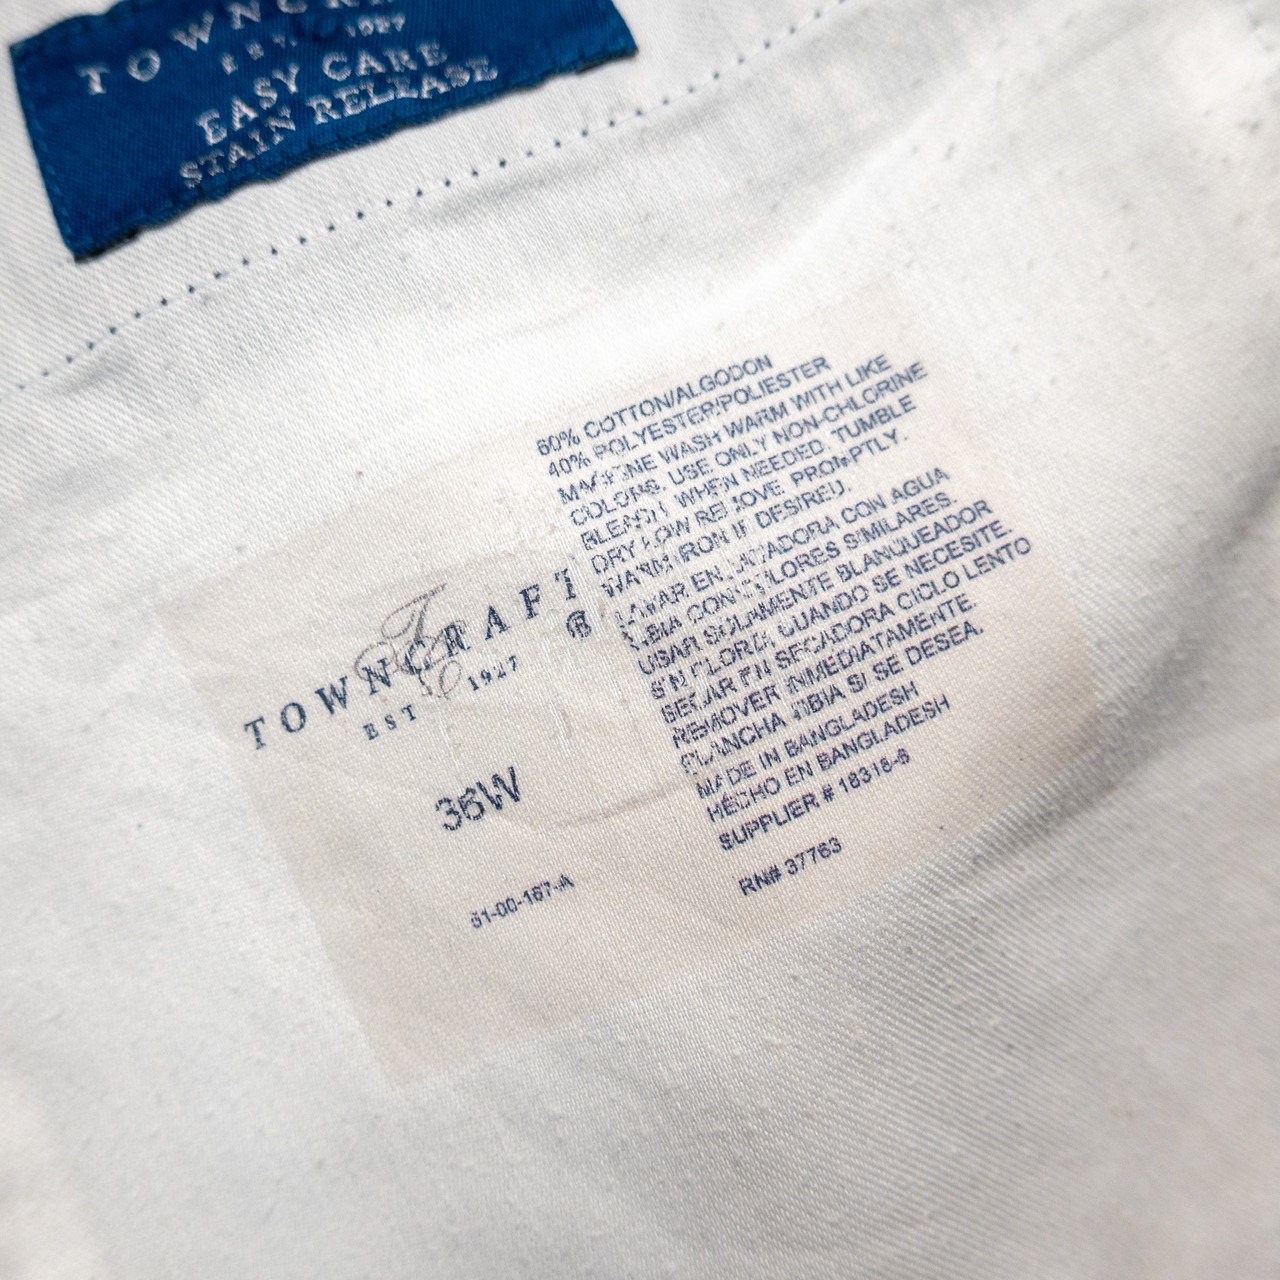 EST. 1927
EASY CARE
STAIN RELEASE
60% COTTON/ALGODON
40% POLYESTER/POLIESTER
MACHINE WASH WARM WITH LIKE
COLORS. USE ONLY NON-CHLORINE
BLEACH WHEN NEEDED. TUMBLE
DRY LOW REMOVE PROMPTLY.
WARM IRON IF DESIRED.
LAVAR EN LAVADORA CON AGUA
TIBIA CON COLORES SIMILARES.
USAR SOLAMENTE BLANQUEADOR
SIN CLORO, CUANDO SE NECESITE.
SECAR EN SECADORA CICLO LENTO
REMOVER INMEDIATAMENTE.
PLANCHA TIBIA SI SE DESEA.
MADE IN BANGLADESH
HECHO EN BANGLADESH
SUPPLIER # 18318-6
RN# 37763
TOWNCRAFT
®
EST 1927
36W
51-00-167-A